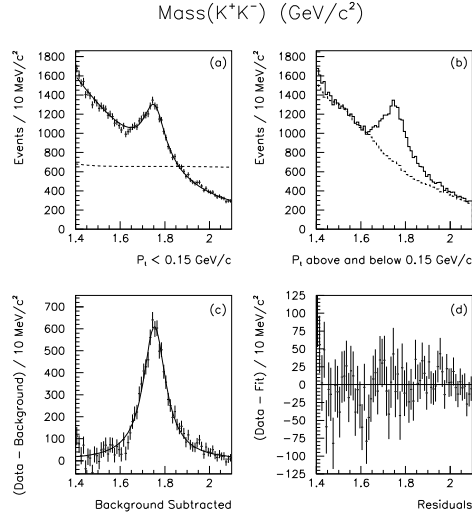 Mass(K⁺K⁻) (GeV/c²)
Events / 10 MeV/c²
1800
1600
1400
1200
1000
800
600
400
200
0
(a)
1.4 1.6 1.8 2
Pₜ < 0.15 GeV/c
Events / 10 MeV/c²
1800
1600
1400
1200
1000
800
600
400
200
0
(b)
1.4 1.6 1.8 2
Pₜ above and below 0.15 GeV/c
(Data − Background) / 10 MeV/c²
700
600
500
400
300
200
100
0
(c)
1.4 1.6 1.8 2
Background Subtracted
(Data − Fit) / 10 MeV/c²
125
100
75
50
25
0
−25
−50
−75
−100
−125
(d)
1.4 1.6 1.8 2
Residuals